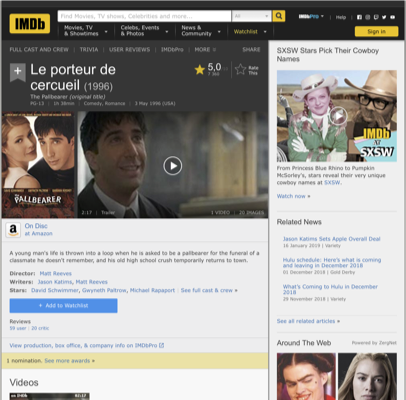 IMDb
Find Movies, TV shows, Celebrities and more...
All
IMDbPro
Help
Movies, TV & Showtimes
Celebs, Events & Photos
News & Community
Watchlist
Sign in
FULL CAST AND CREW | TRIVIA | USER REVIEWS | IMDbPro | MORE
SHARE
Le porteur de
cercueil (1996)
The Pallbearer (original title)
PG-13 | 1h 38min | Comedy, Romance | 3 May 1996 (USA)
5,0
Rate This
THE PALLBEARER
2:17 | Trailer
1 VIDEO | 20 IMAGES
a
On Disc
at Amazon
A young man's life is thrown into a loop when he is asked to be a pallbearer for the funeral of a
classmate he doesn't remember, and his old high school crush temporarily returns to town.
Director: Matt Reeves
Writers: Jason Katims, Matt Reeves
Stars: David Schwimmer, Gwyneth Paltrow, Michael Rapaport | See full cast & crew »
+ Add to Watchlist
Reviews
59 user | 20 critic
View production, box office, & company info on IMDbPro
1 nomination. See more awards »
Videos
SXSW Stars Pick Their Cowboy
Names
IMDb
AT
SXSW
From Princess Blue Rhino to Pumpkin
McSorley's, stars reveal their very unique
cowboy names at SXSW.
Watch now »
Related News
Jason Katims Sets Apple Overall Deal
16 January 2019 | Variety
Hulu schedule: Here's what is coming
and leaving in December 2018
01 December 2018 | Gold Derby
What's Coming to Hulu in December
2018
29 November 2018 | Variety
See all related articles »
Around The Web
Powered by ZergNet